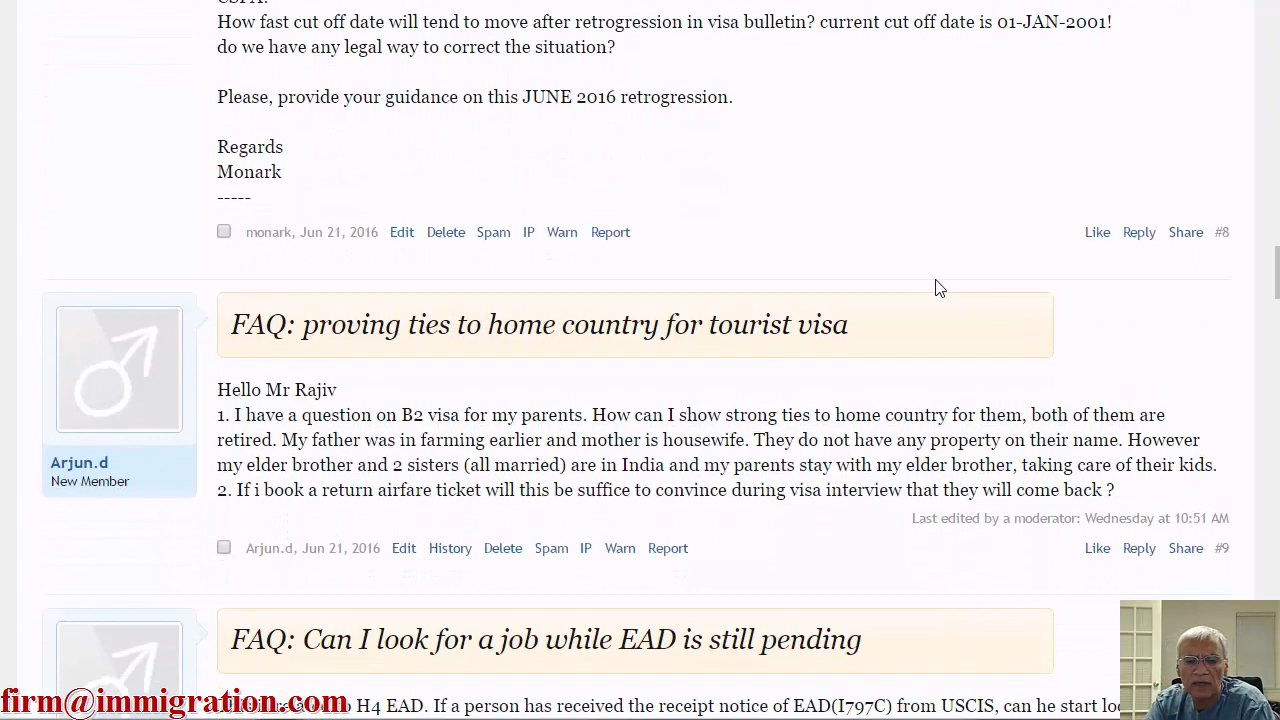 How fast cut off date will tend to move after retrogression in visa bulletin? current cut off date is 01-JAN-2001!
do we have any legal way to correct the situation?
Please, provide your guidance on this JUNE 2016 retrogression.
Regards
Monark
-----
monark, Jun 21, 2016 Edit Delete Spam IP Warn Report Like Reply Share #8
FAQ: proving ties to home country for tourist visa
Hello Mr Rajiv
1. I have a question on B2 visa for my parents. How can I show strong ties to home country for them, both of them are
retired. My father was in farming earlier and mother is housewife. They do not have any property on their name. However
my elder brother and 2 sisters (all married) are in India and my parents stay with my elder brother, taking care of their kids.
2. If i book a return airfare ticket will this be suffice to convince during visa interview that they will come back ?
Arjun.d
New Member
Last edited by a moderator: Wednesday at 10:51 AM
Arjun.d, Jun 21, 2016 Edit History Delete Spam IP Warn Report Like Reply Share #9
FAQ: Can I look for a job while EAD is still pending
H4 EAD. If a person has received the receipt notice of EAD(I797C) from USCIS, can he start
firm@immigration.com